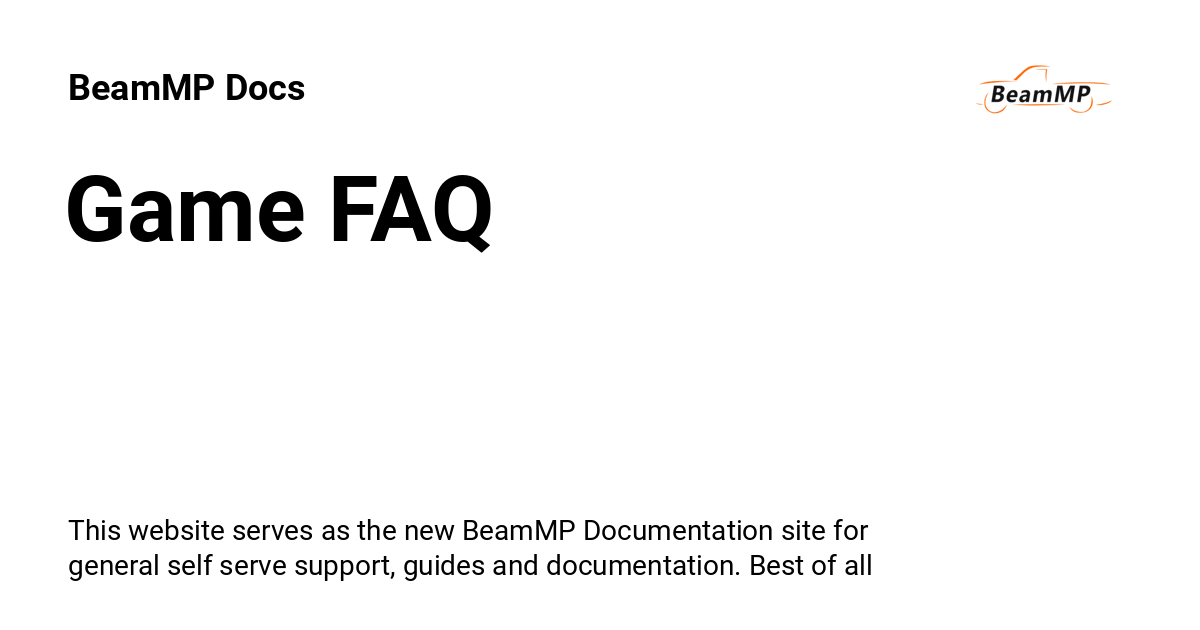 BeamMP Docs
BeamMP
Game FAQ
This website serves as the new BeamMP Documentation site for
general self serve support, guides and documentation. Best of all